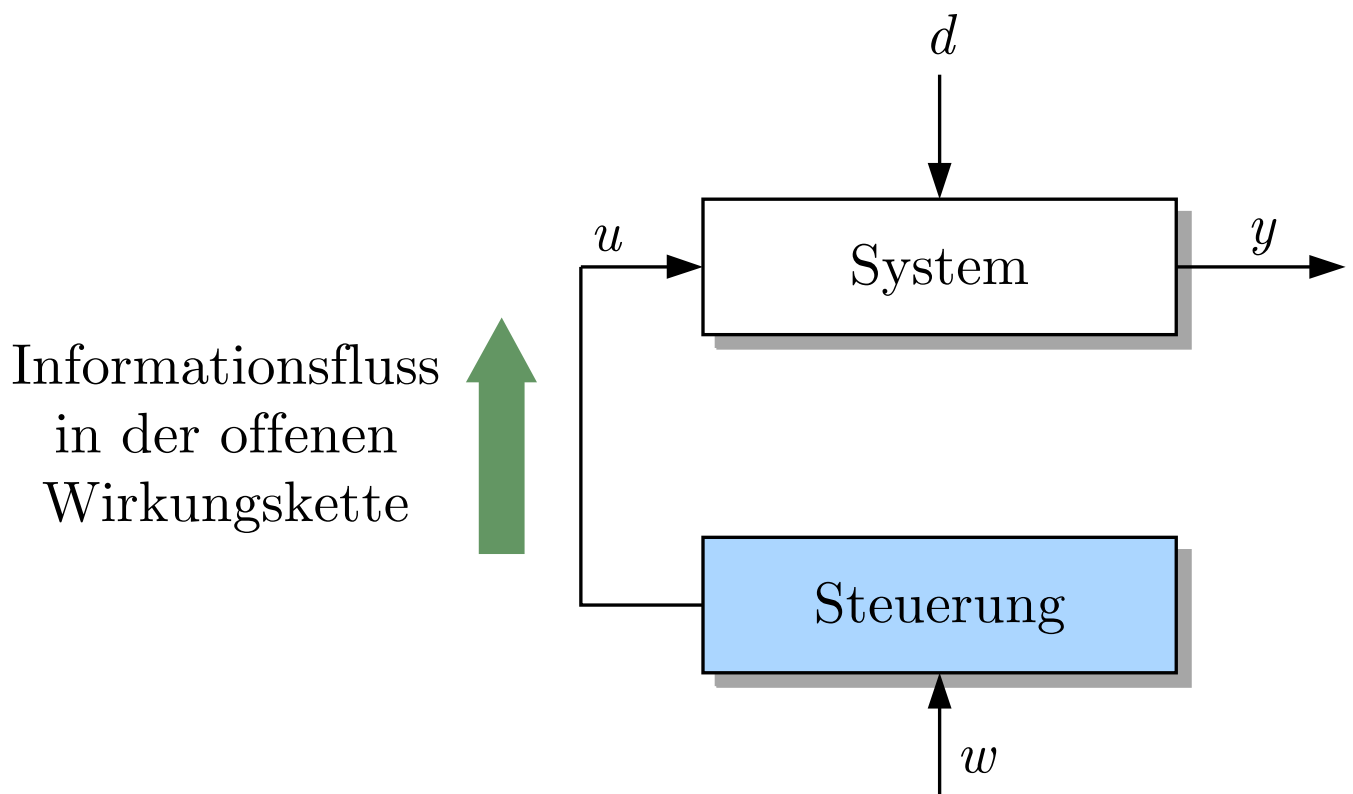 d
u
System
y
Informationsfluss
in der offenen
Wirkungskette
Steuerung
w